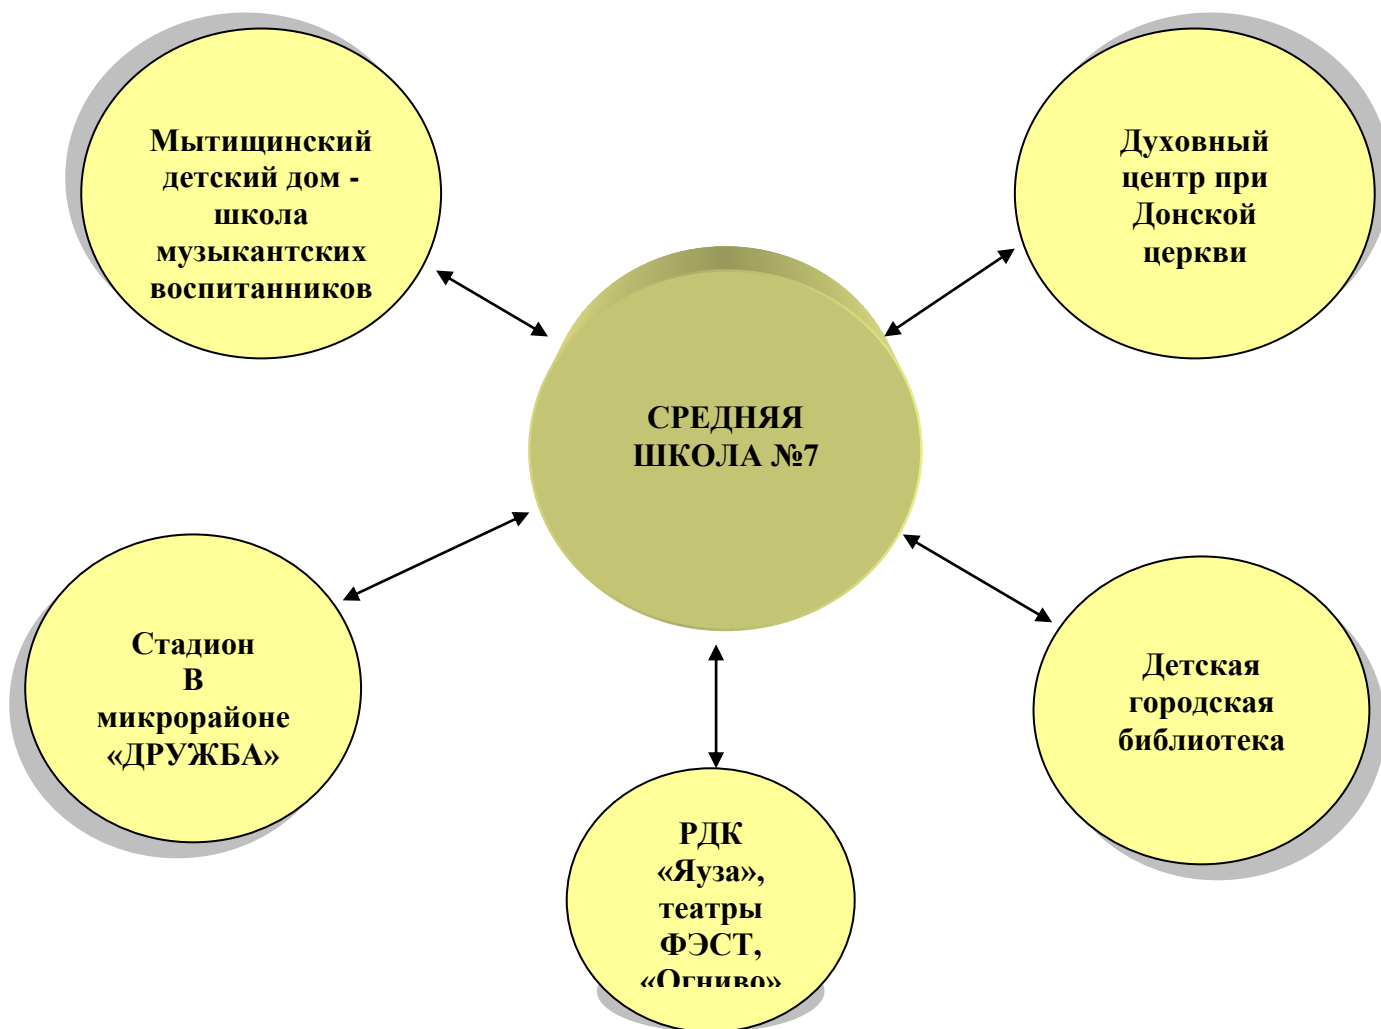 Мытищинский
детский дом -
школа
музыкантских
воспитанников
Духовный
центр при
Донской
церкви
СРЕДНЯЯ
ШКОЛА №7
Стадион
В
микрорайоне
«ДРУЖБА»
Детская
городская
библиотека
РДК
«Яуза»,
театры
ФЭСТ,
«Огниво»